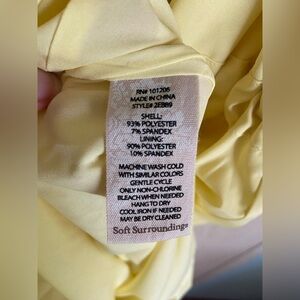 RN# 101206
MADE IN CHINA
STYLE# 2EB89
SHELL:
93% POLYESTER
7% SPANDEX
LINING:
90% POLYESTER
10% SPANDEX
MACHINE WASH COLD
WITH SIMILAR COLORS
GENTLE CYCLE
ONLY NON-CHLORINE
BLEACH WHEN NEEDED
HANG TO DRY
COOL IRON IF NEEDED
MAY BE DRY CLEANED
Soft Surroundings